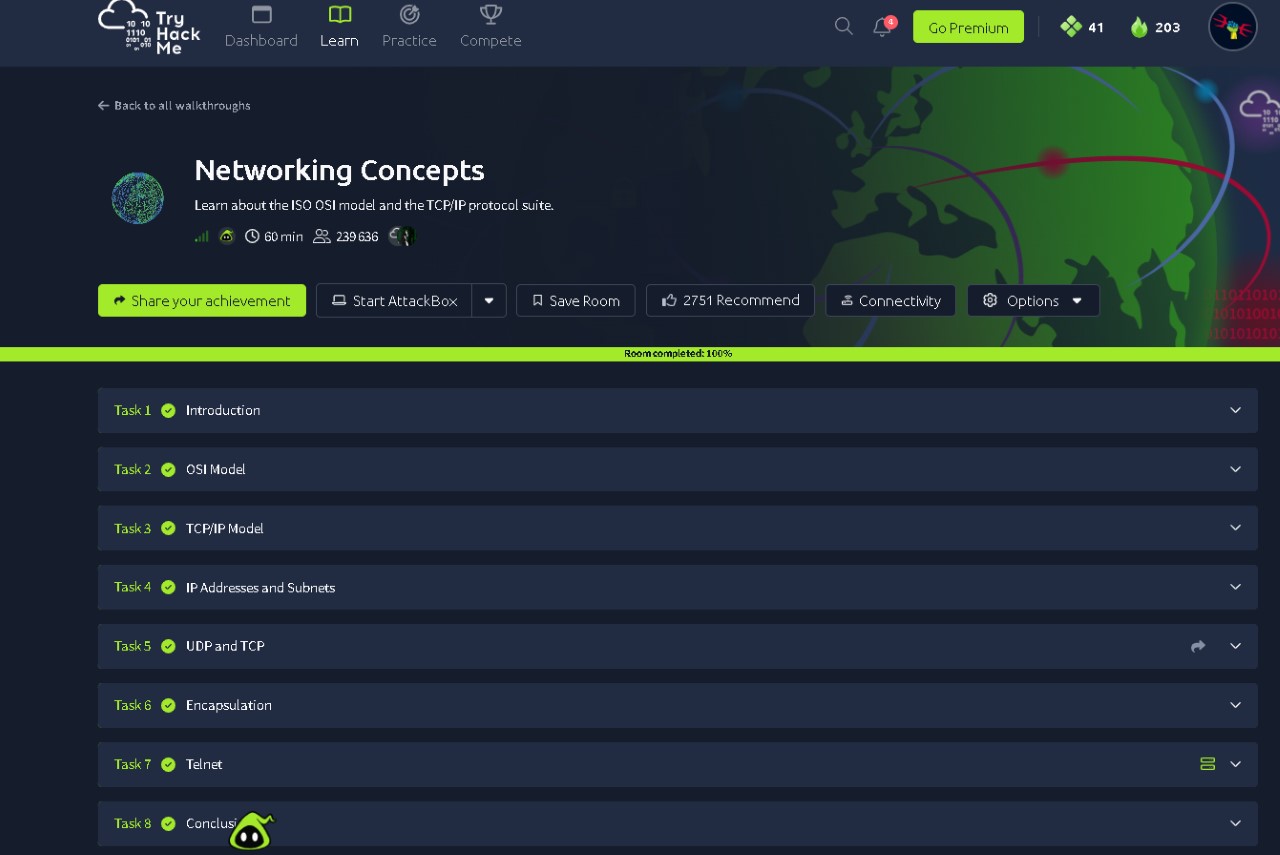 Try
Hack
Me
Dashboard
Learn
Practice
Compete
4
Go Premium
41
203
Back to all walkthroughs
Networking Concepts
Learn about the ISO OSI model and the TCP/IP protocol suite.
60 min
239 636
Share your achievement
Start AttackBox
Save Room
2751 Recommend
Connectivity
Options
Room completed: 100%
Task 1 Introduction
Task 2 OSI Model
Task 3 TCP/IP Model
Task 4 IP Addresses and Subnets
Task 5 UDP and TCP
Task 6 Encapsulation
Task 7 Telnet
Task 8